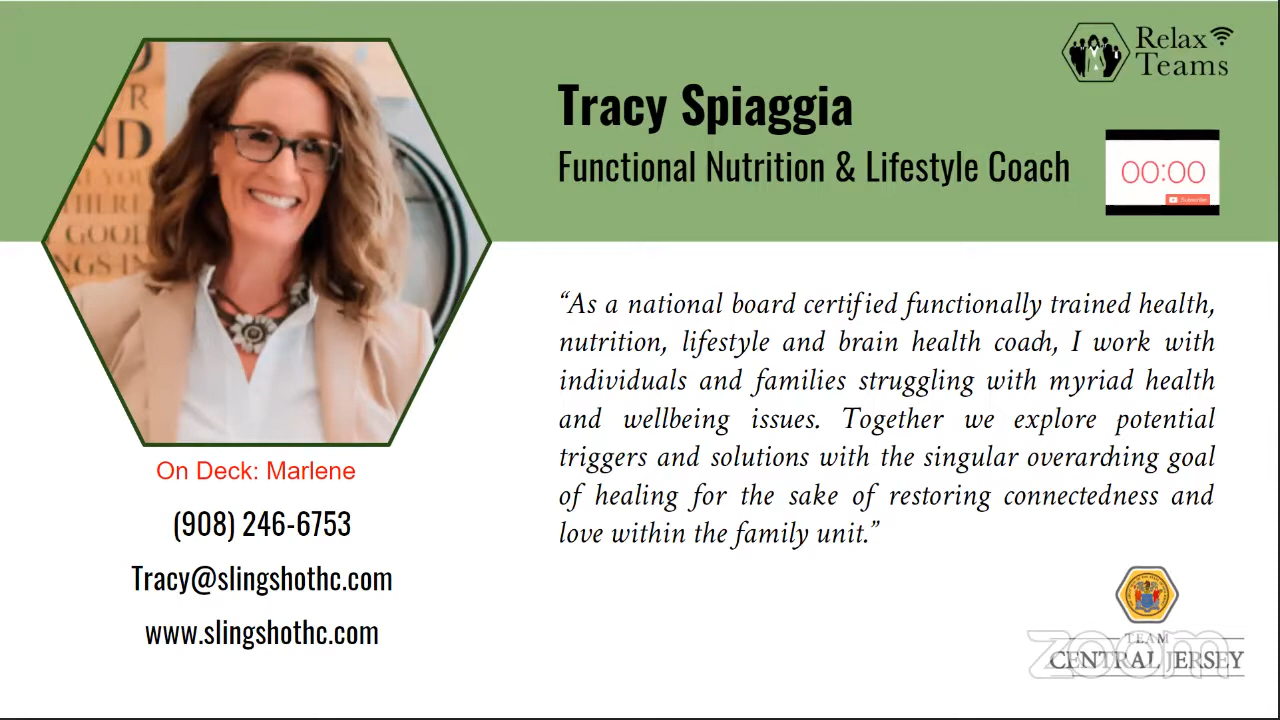 Relax
Teams
Tracy Spiaggia
Functional Nutrition & Lifestyle Coach
00:00
Subscribe
“As a national board certified functionally trained health,
nutrition, lifestyle and brain health coach, I work with
individuals and families struggling with myriad health
and wellbeing issues. Together we explore potential
triggers and solutions with the singular overarching goal
of healing for the sake of restoring connectedness and
love within the family unit.”
On Deck: Marlene
(908) 246-6753
Tracy@slingshothc.com
www.slingshothc.com
TEAM
CENTRAL JERSEY
zoom
GOOD